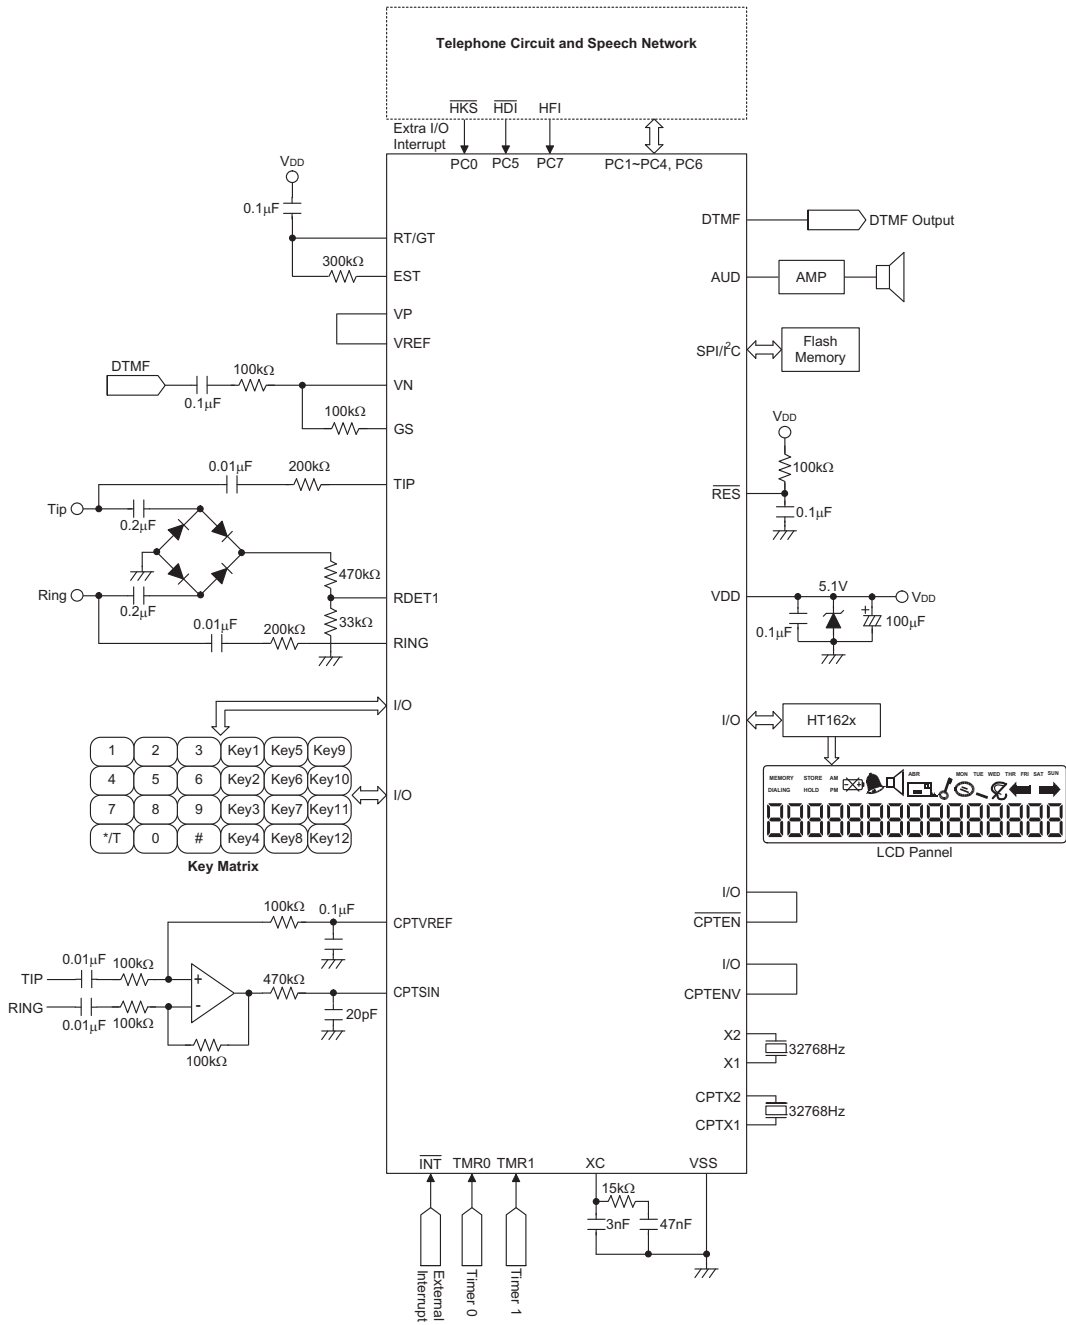 Telephone Circuit and Speech Network
HKS HDI HFI
Extra I/O
Interrupt
PC0 PC5 PC7 PC1~PC4, PC6
VDD
0.1µF
RT/GT
300kΩ
EST
VP
VREF
DTMF
100kΩ
0.1µF
VN
100kΩ
GS
0.01µF
200kΩ
TIP
Tip
0.2µF
470kΩ
Ring
0.2µF
RDET1
33kΩ
0.01µF
200kΩ
RING
I/O
1 2 3 Key1 Key5 Key9
4 5 6 Key2 Key6 Key10
I/O
7 8 9 Key3 Key7 Key11
*/T 0 # Key4 Key8 Key12
Key Matrix
100kΩ
0.1µF
CPTVREF
0.01µF
100kΩ
TIP
+
470kΩ
CPTSIN
RING
-
0.01µF
100kΩ
20pF
100kΩ
DTMF
DTMF Output
AUD
AMP
SPI/I²C
Flash
Memory
VDD
100kΩ
RES
0.1µF
VDD
5.1V
VDD
+
0.1µF
100µF
I/O
HT162x
MEMORY STORE AM ABR MON TUE WED THR FRI SAT SUN
DIALING HOLD PM
LCD Pannel
I/O
CPTEN
I/O
CPTENV
X2
32768Hz
X1
CPTX2
32768Hz
CPTX1
INT TMR0 TMR1 XC VSS
15kΩ
3nF 47nF
External
Interrupt
Timer 0
Timer 1